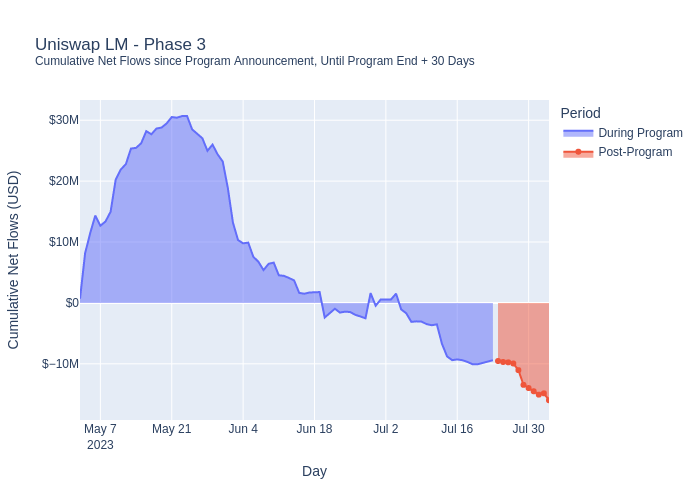 Uniswap LM - Phase 3
Cumulative Net Flows since Program Announcement, Until Program End + 30 Days
Period
During Program
Post-Program
Cumulative Net Flows (USD)
$30M
$20M
$10M
$0
$−10M
May 7
2023
May 21
Jun 4
Jun 18
Jul 2
Jul 16
Jul 30
Day